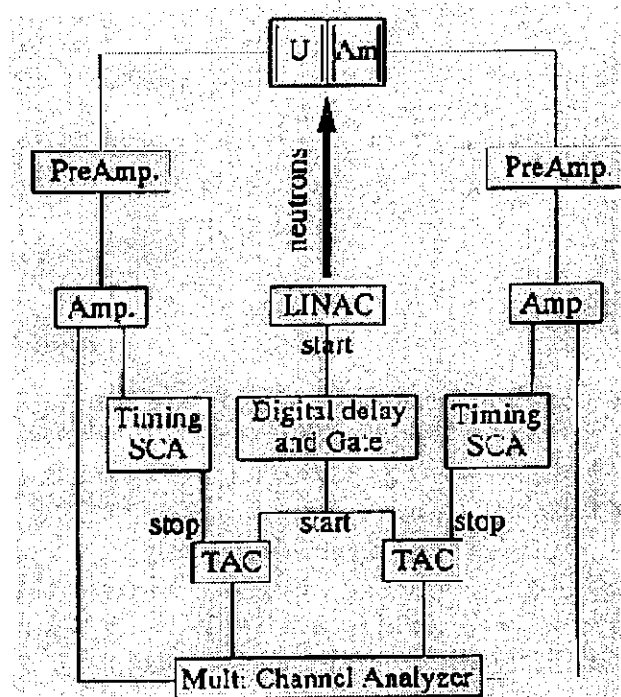 U Am
PreAmp.
PreAmp.
neutrons
Amp.
LINAC
Amp
start
Timing
SCA
Digital delay
and Gate
Timing
SCA
stop
start
stop
TAC
TAC
Mult: Channel Analyzer